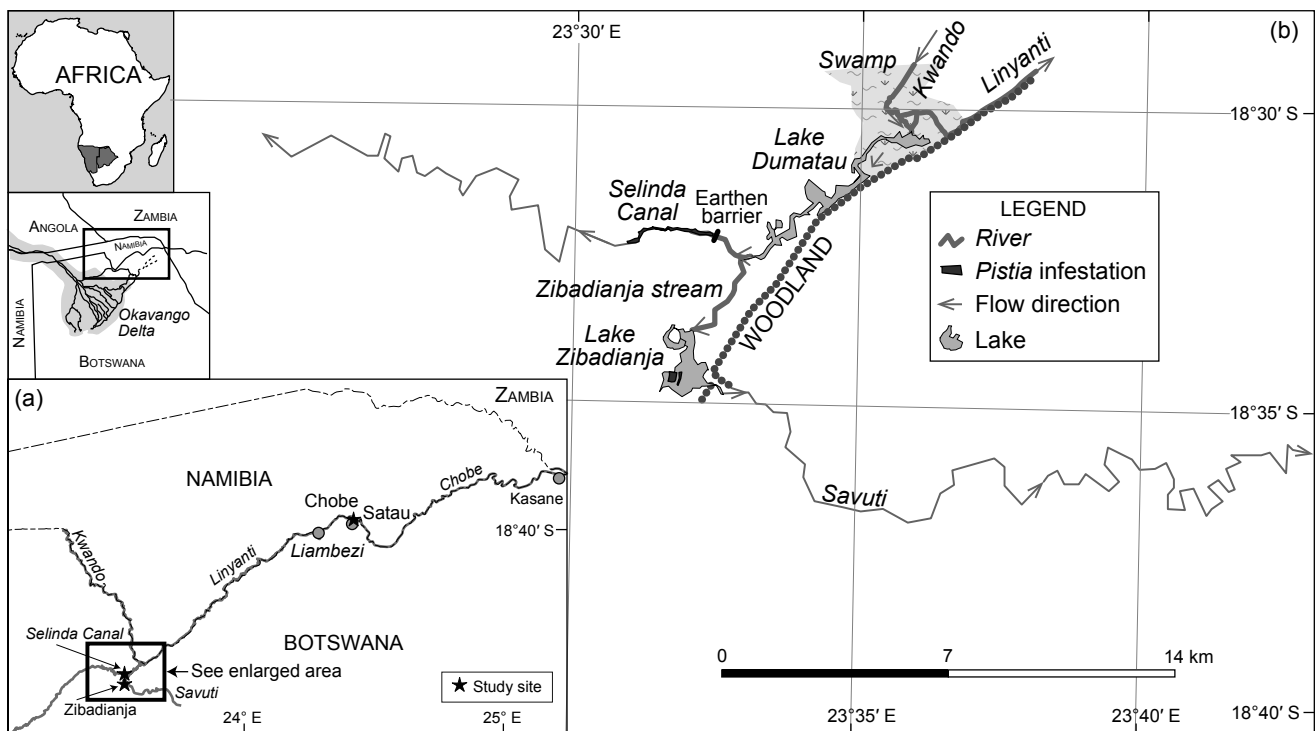 AFRICA
ANGOLA
ZAMBIA
NAMIBIA
NAMIBIA
Okavango
Delta
BOTSWANA
(a)
ZAMBIA
NAMIBIA
Chobe
Kasane
Chobe
Satau
18°40′ S
Liambezi
Linyanti
Kwando
BOTSWANA
Selinda Canal
See enlarged area
Zibadianja
Savuti
Study site
24° E
25° E
(b)
23°30′ E
Swamp
Kwando
Linyanti
18°30′ S
Lake
Dumatau
Selinda
Canal
Earthen
barrier
Zibadianja stream
WOODLAND
Lake
Zibadianja
LEGEND
River
Pistia infestation
Flow direction
Lake
18°35′ S
Savuti
0 7 14 km
23°35′ E
23°40′ E
18°40′ S